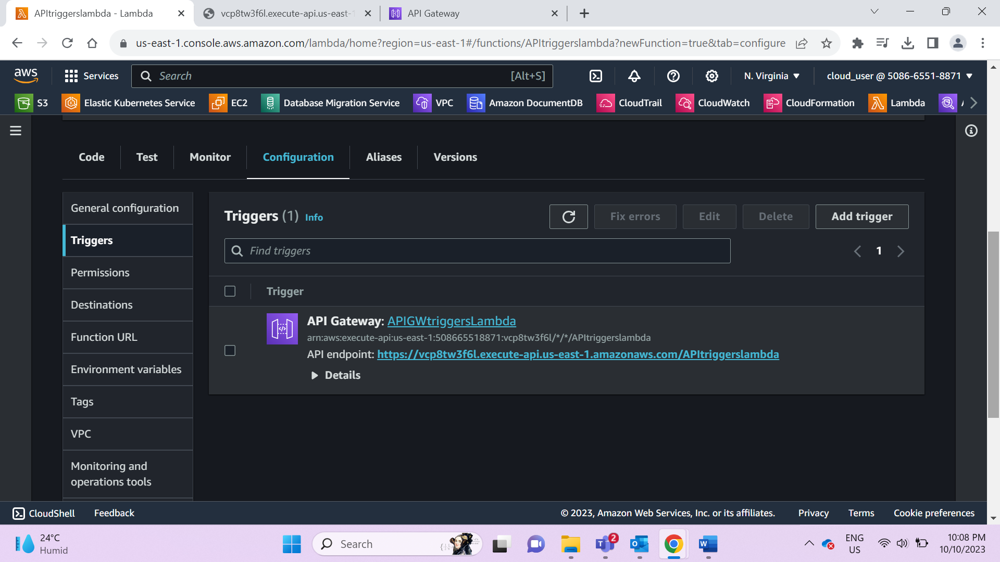 APItriggerslambda - Lambda
vcp8tw3f6l.execute-api.us-east-1
API Gateway
us-east-1.console.aws.amazon.com/lambda/home?region=us-east-1#/functions/APItriggerslambda?newFunction=true&tab=configure
aws
Services
Search
[Alt+S]
N. Virginia
cloud_user @ 5086-6551-8871
S3
Elastic Kubernetes Service
EC2
Database Migration Service
VPC
Amazon DocumentDB
CloudTrail
CloudWatch
CloudFormation
Lambda
Code
Test
Monitor
Configuration
Aliases
Versions
General configuration
Triggers
Permissions
Destinations
Function URL
Environment variables
Tags
VPC
Monitoring and
operations tools
Triggers (1) Info
Fix errors
Edit
Delete
Add trigger
Find triggers
1
Trigger
API Gateway: APIGWtriggersLambda
arn:aws:execute-api:us-east-1:508665518871:vcp8tw3f6l/*/*/APItriggerslambda
API endpoint: https://vcp8tw3f6l.execute-api.us-east-1.amazonaws.com/APItriggerslambda
Details
CloudShell
Feedback
© 2023, Amazon Web Services, Inc. or its affiliates.
Privacy
Terms
Cookie preferences
24°C
Humid
Search
2
ENG
US
10:08 PM
10/10/2023